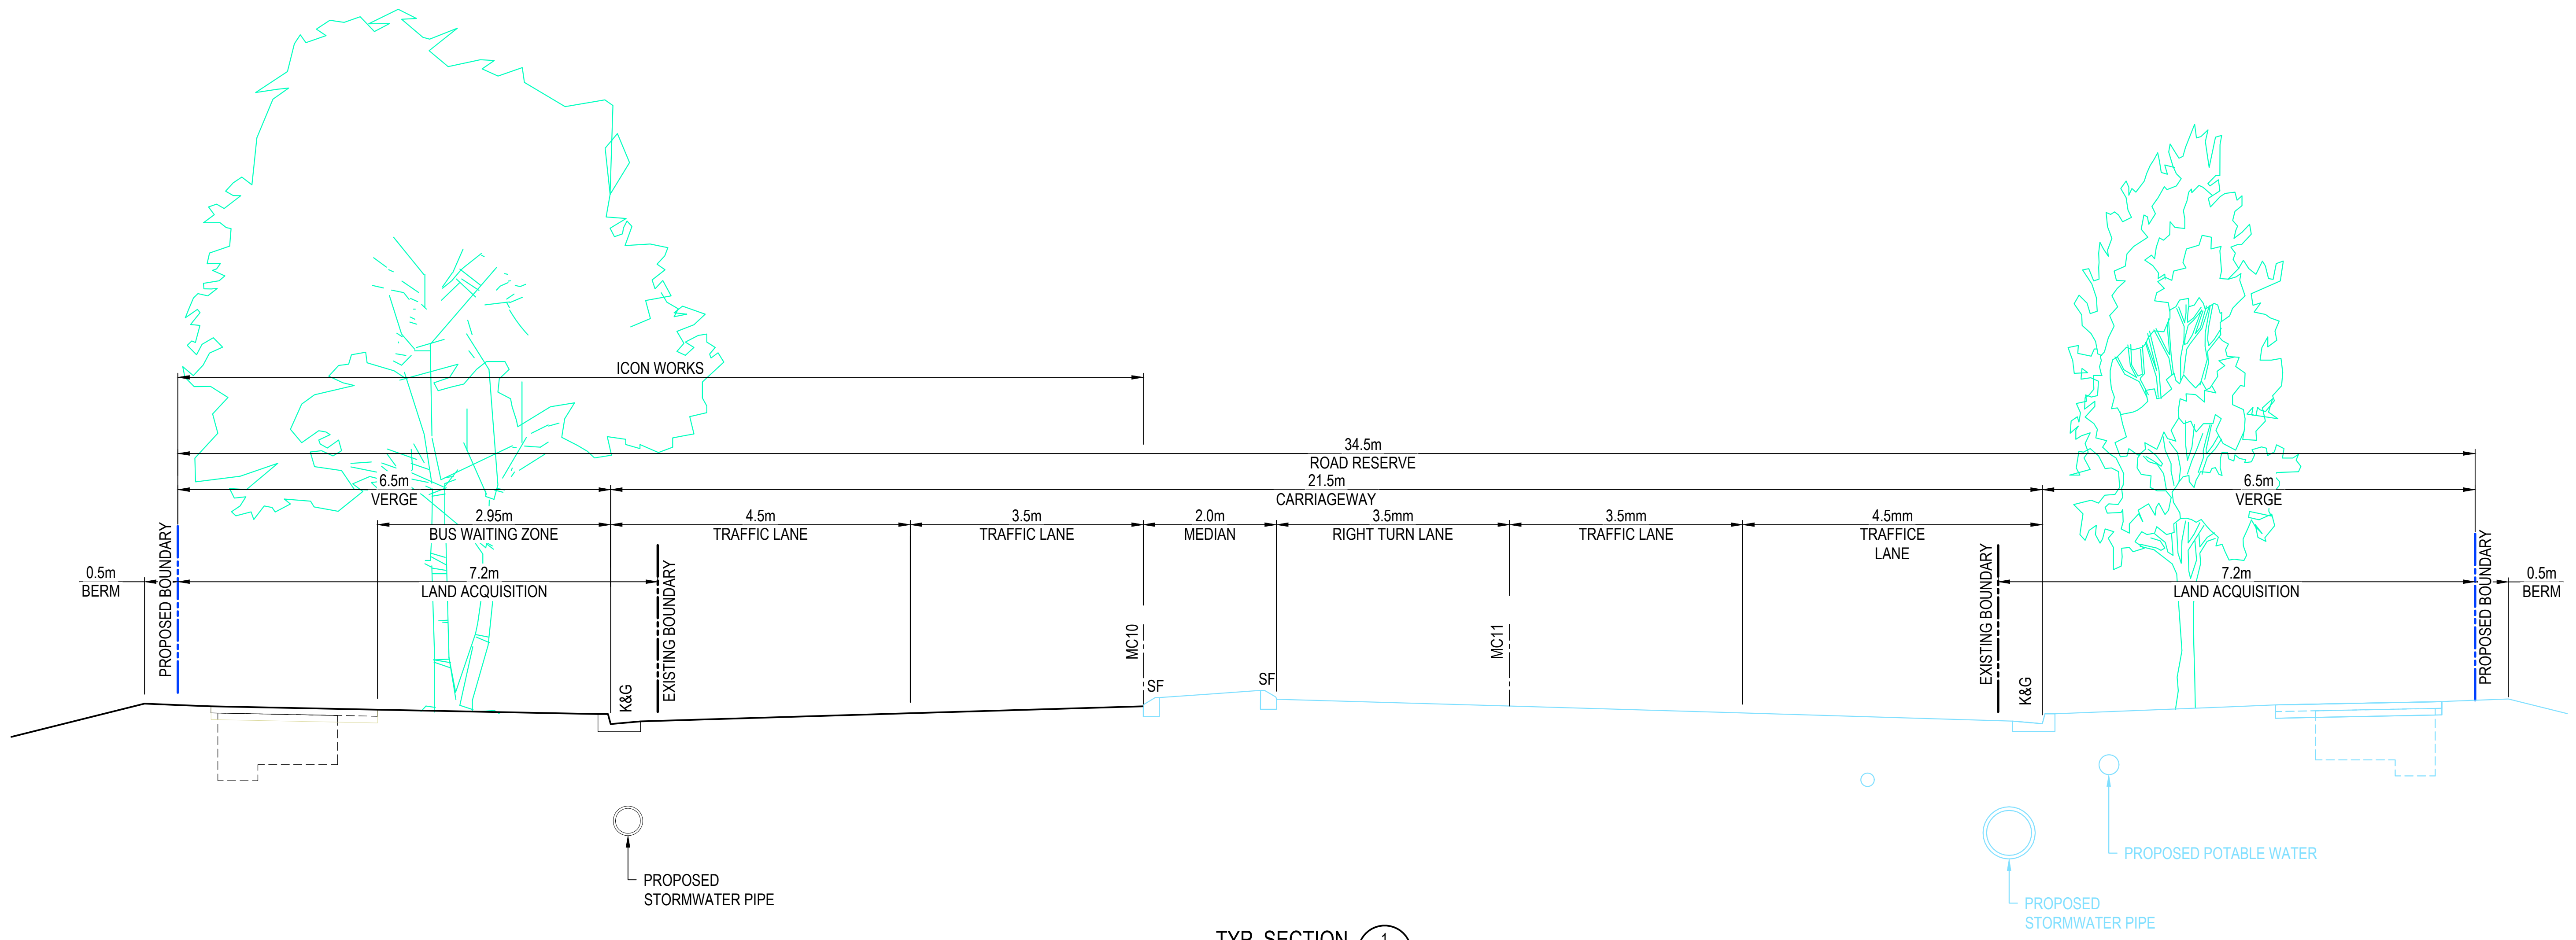 ICON WORKS
34.5m
ROAD RESERVE
6.5m
VERGE
21.5m
CARRIAGEWAY
6.5m
VERGE
2.95m
BUS WAITING ZONE
4.5m
TRAFFIC LANE
3.5m
TRAFFIC LANE
2.0m
MEDIAN
3.5mm
RIGHT TURN LANE
3.5mm
TRAFFIC LANE
4.5mm
TRAFFICE
LANE
0.5m
BERM
PROPOSED BOUNDARY
7.2m
LAND ACQUISITION
EXISTING BOUNDARY
K&G
MC10
SF
SF
MC11
EXISTING BOUNDARY
K&G
7.2m
LAND ACQUISITION
PROPOSED BOUNDARY
0.5m
BERM
PROPOSED
STORMWATER PIPE
PROPOSED POTABLE WATER
PROPOSED
STORMWATER PIPE
TYP. SECTION
1